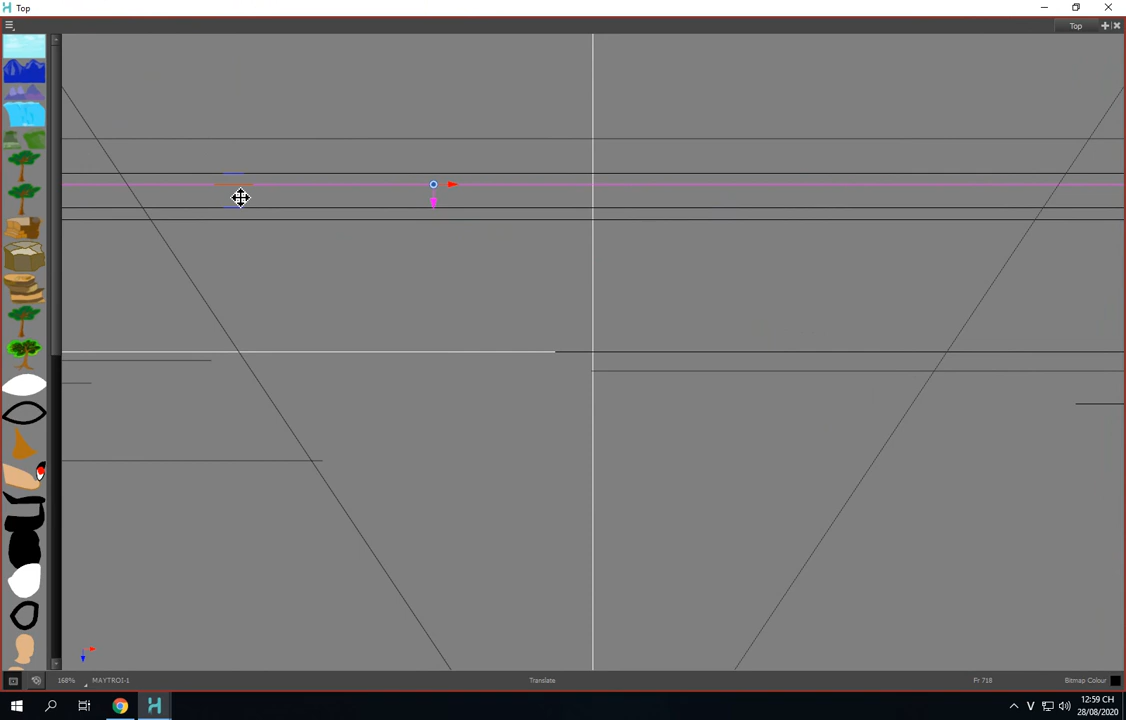 Top
Top
168%
MAYTROI-1
Translate
Fr 718
Bitmap Colour
V
12:59 CH
28/08/2020